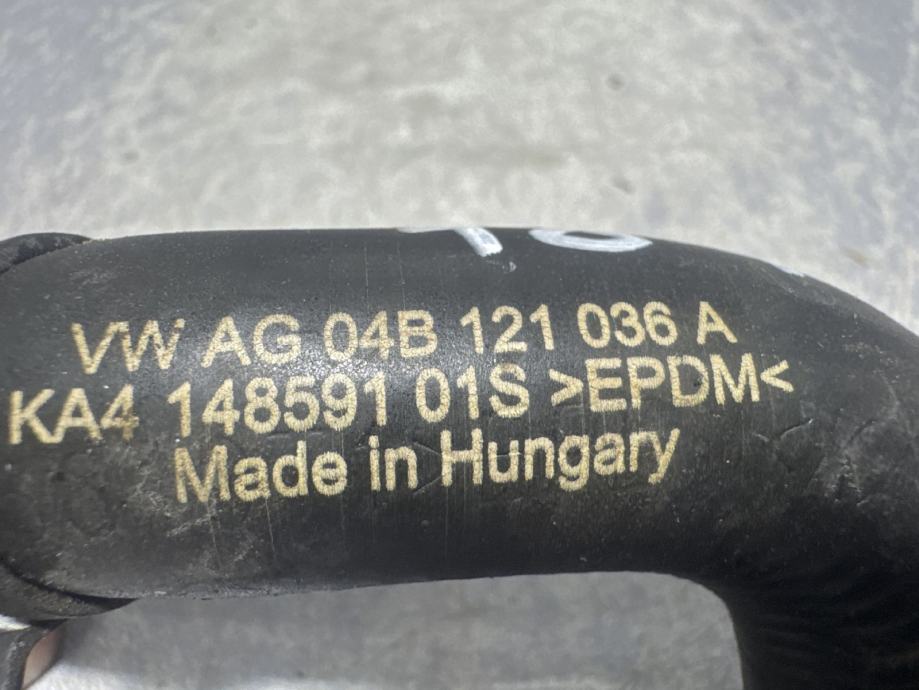 VW AG 04B 121 036 A
KA4 148591 01S >EPDM<
Made in Hungary